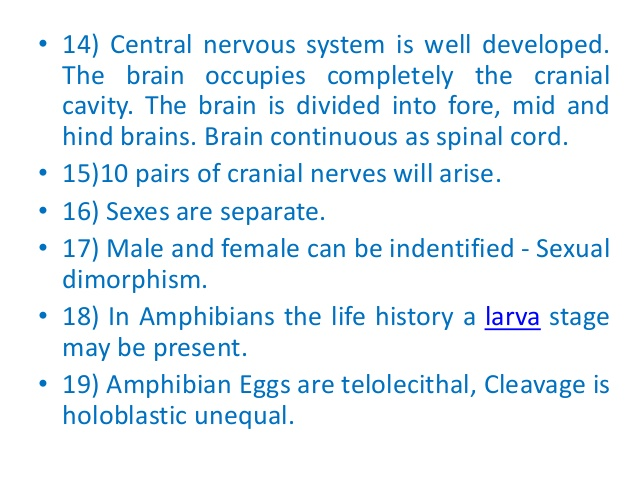 • 14) Central nervous system is well developed.
The brain occupies completely the cranial
cavity. The brain is divided into fore, mid and
hind brains. Brain continuous as spinal cord.
• 15)10 pairs of cranial nerves will arise.
• 16) Sexes are separate.
• 17) Male and female can be indentified - Sexual
dimorphism.
• 18) In Amphibians the life history a larva stage
may be present.
• 19) Amphibian Eggs are telolecithal, Cleavage is
holoblastic unequal.